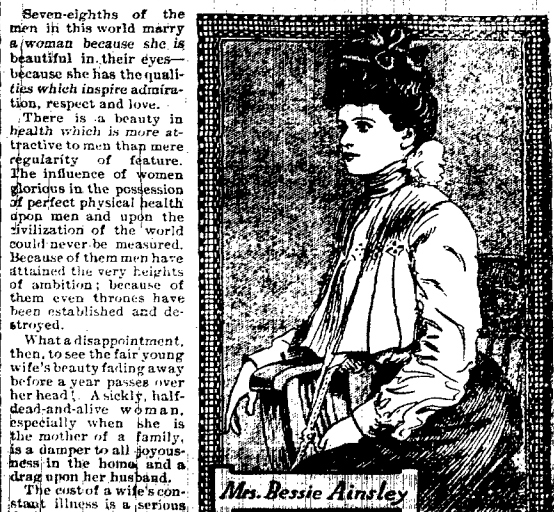 Seven-eighths of the
men in this world marry
a woman because she is
beautiful in their eyes—
because she has the quali-
ties which inspire admira-
tion, respect and love.
There is a beauty in
health which is more at-
tractive to men than mere
regularity of feature.
The influence of women
glorious in the possession
of perfect physical health
upon men and upon the
civilization of the world
could never be measured.
Because of them men have
attained the very heights
of ambition; because of
them even thrones have
been established and de-
stroyed.
What a disappointment,
then, to see the fair young
wife's beauty fading away
before a year passes over
her head! A sickly, half-
dead-and-alive woman,
especially when she is
the mother of a family,
is a damper to all joyous-
ness in the home, and a
drag upon her husband.
The cost of a wife's con-
stant illness is a serious
Mrs. Bessie Ainsley